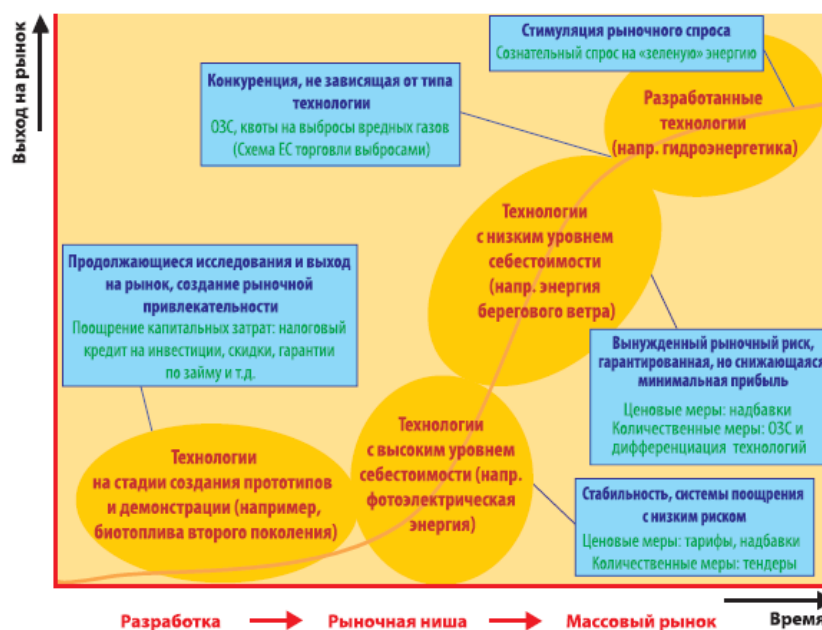 Выход на рынок
Стимуляция рыночного спроса
Сознательный спрос на «зеленую» энергию
Конкуренция, не зависящая от типа
технологии
ОЗС, квоты на выбросы вредных газов
(Схема ЕС торговли выбросами)
Разработанные
технологии
(напр. гидроэнергетика)
Технологии
с низким уровнем
себестоимости
(напр. энергия
берегового ветра)
Продолжающиеся исследования и выход
на рынок, создание рыночной
привлекательности
Поощрение капитальных затрат: налоговый
кредит на инвестиции, скидки, гарантии
по займу и т.д.
Вынужденный рыночный риск,
гарантированная, но снижающаяся
минимальная прибыль
Ценовые меры: надбавки
Количественные меры: ОЗС и
дифференциация технологий
Технологии
с высоким уровнем
себестоимости (напр.
фотоэлектрическая
энергия)
Технологии
на стадии создания прототипов
и демонстрации (например,
биотоплива второго поколения)
Стабильность, системы поощрения
с низким риском
Ценовые меры: тарифы, надбавки
Количественные меры: тендеры
Разработка
Рыночная ниша
Массовый рынок
Время